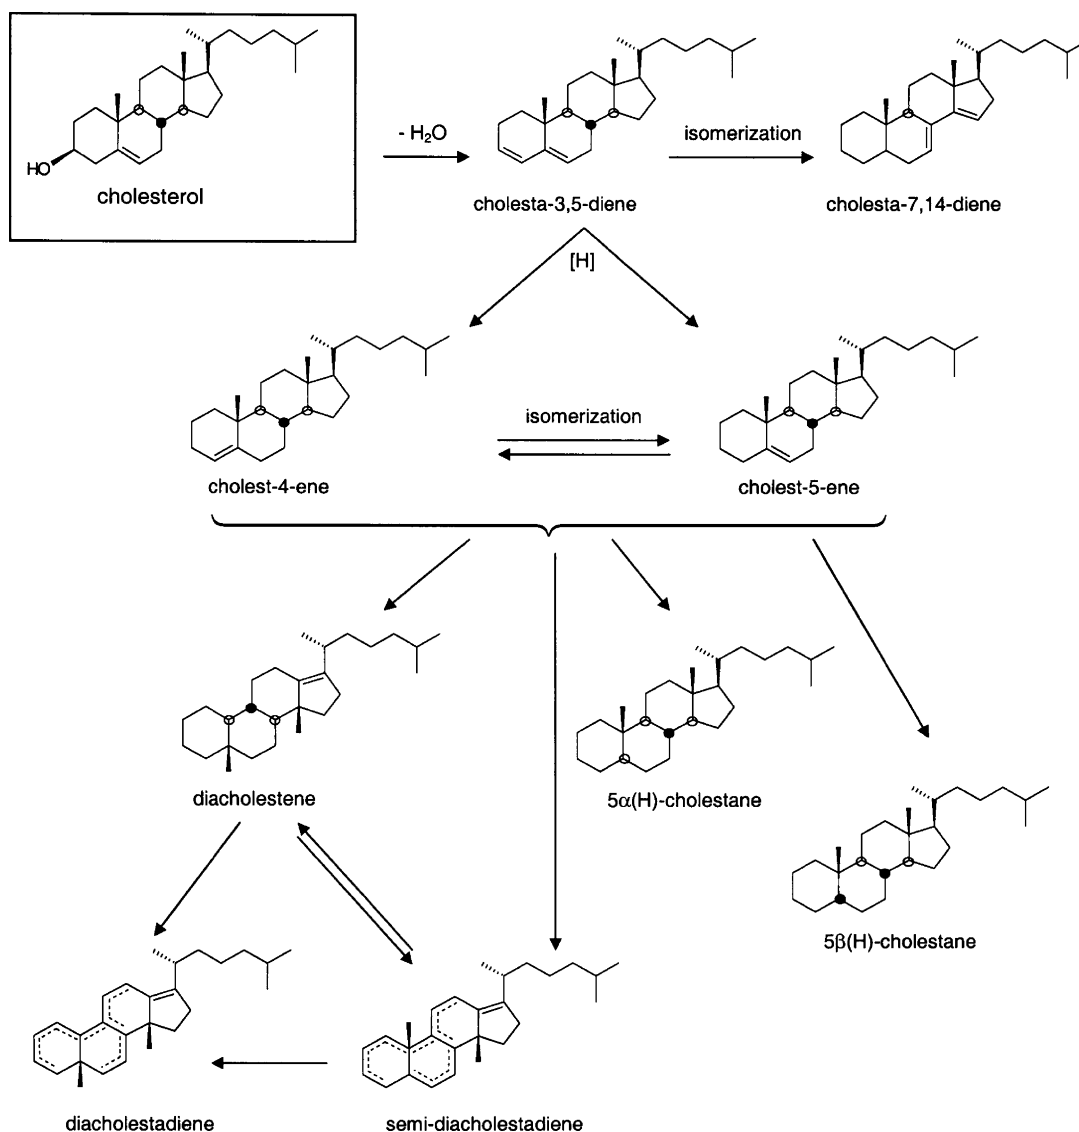 HO
cholesterol
- H₂O
cholesta-3,5-diene
isomerization
cholesta-7,14-diene
[H]
cholest-4-ene
isomerization
cholest-5-ene
diacholestene
5α(H)-cholestane
5β(H)-cholestane
diacholestadiene
semi-diacholestadiene